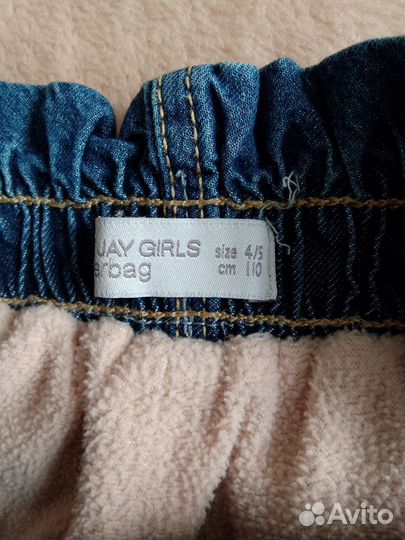 JAY GIRLS
erbag
size 4/5
cm 110
Avito